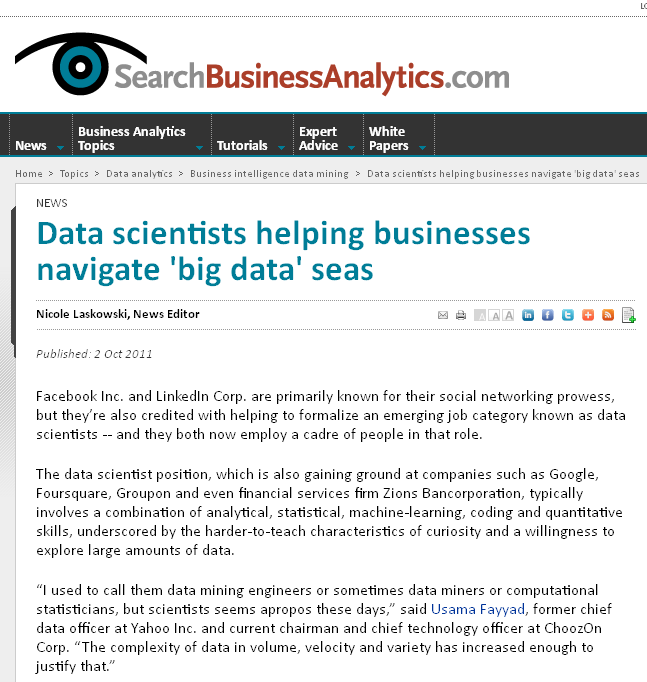 LO
SearchBusinessAnalytics.com
News
Business Analytics
Topics
Tutorials
Expert
Advice
White
Papers
Home > Topics > Data analytics > Business intelligence data mining > Data scientists helping businesses navigate 'big data' seas
NEWS
Data scientists helping businesses
navigate 'big data' seas
Nicole Laskowski, News Editor
A A A
Published: 2 Oct 2011
Facebook Inc. and LinkedIn Corp. are primarily known for their social networking prowess,
but they’re also credited with helping to formalize an emerging job category known as data
scientists -- and they both now employ a cadre of people in that role.
The data scientist position, which is also gaining ground at companies such as Google,
Foursquare, Groupon and even financial services firm Zions Bancorporation, typically
involves a combination of analytical, statistical, machine-learning, coding and quantitative
skills, underscored by the harder-to-teach characteristics of curiosity and a willingness to
explore large amounts of data.
“I used to call them data mining engineers or sometimes data miners or computational
statisticians, but scientists seems apropos these days,” said Usama Fayyad, former chief
data officer at Yahoo Inc. and current chairman and chief technology officer at ChoozOn
Corp. “The complexity of data in volume, velocity and variety has increased enough to
justify that.”